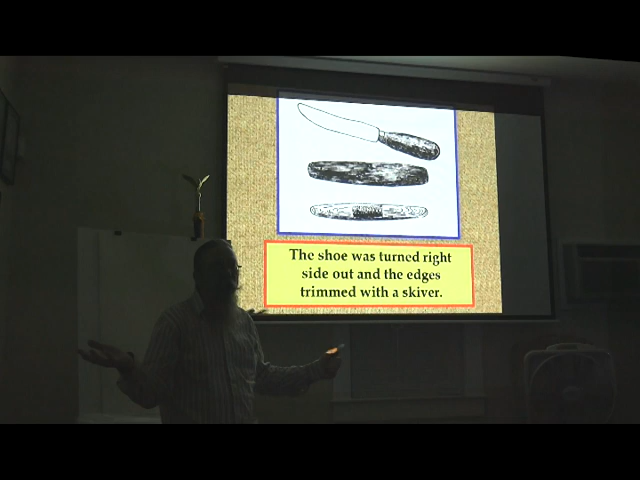 The shoe was turned right
side out and the edges
trimmed with a skiver.